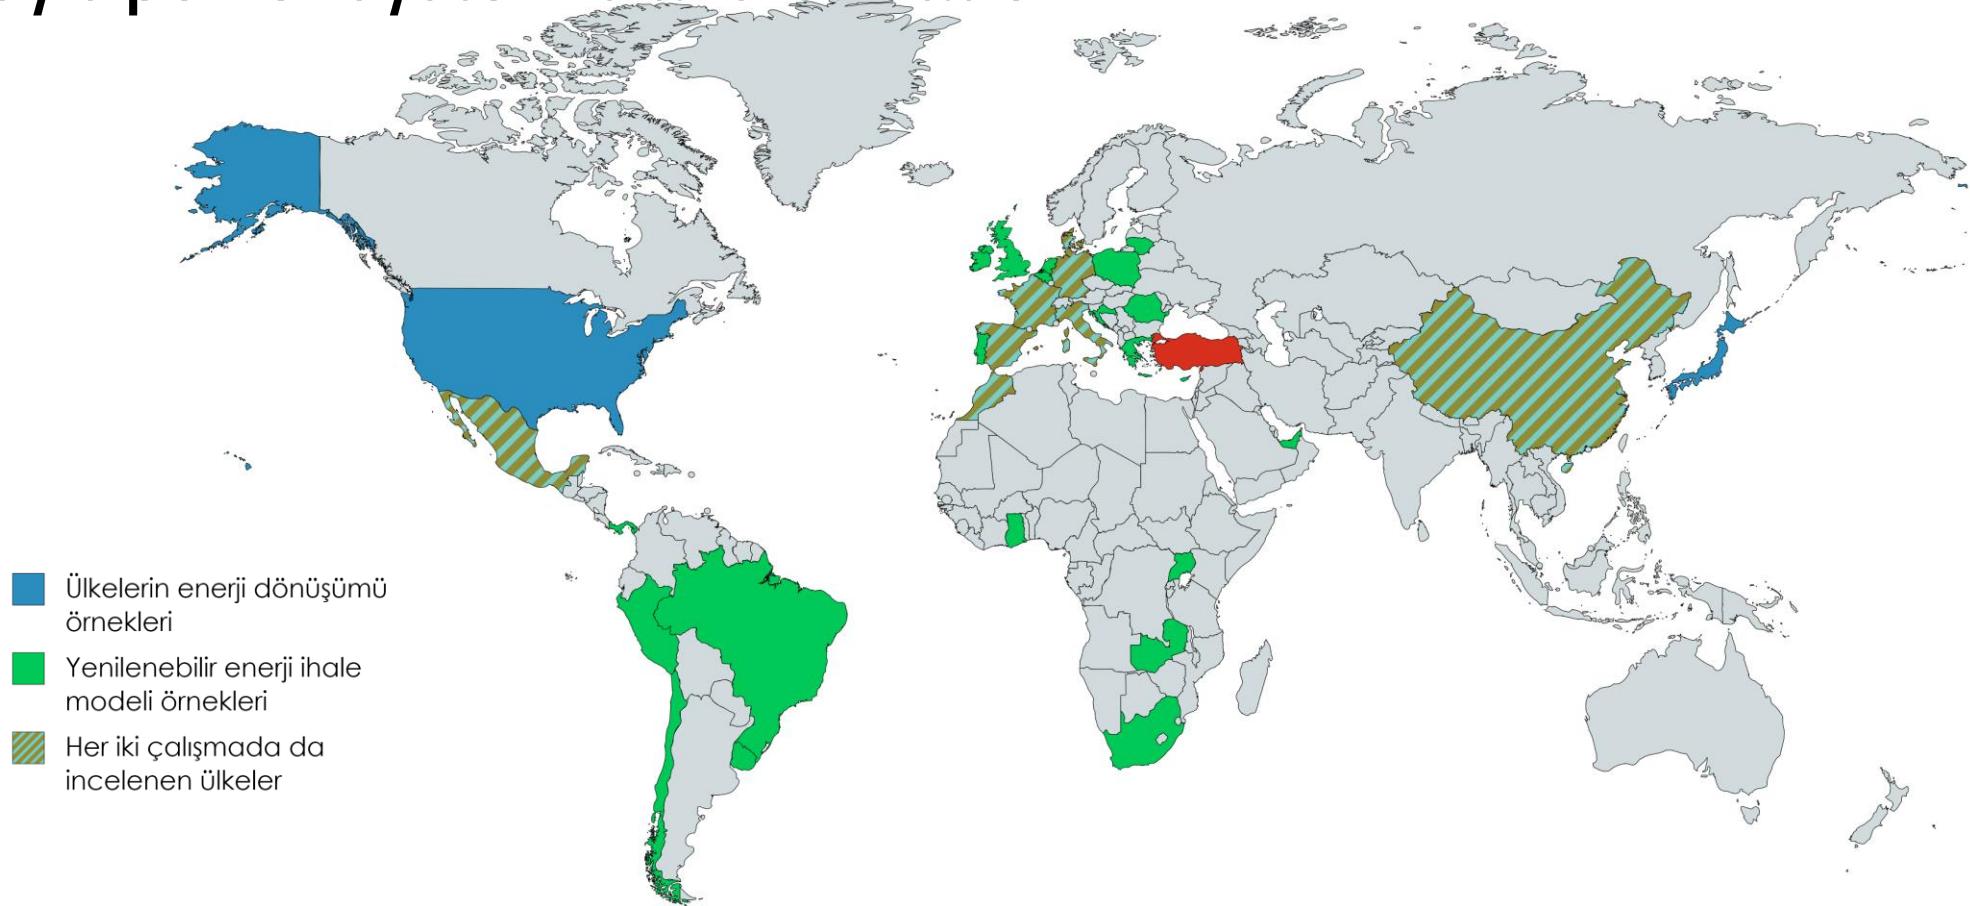 Ülkelerin enerji dönüşümü
örnekleri
Yenilenebilir enerji ihale
modeli örnekleri
Her iki çalışmada da
incelenen ülkeler